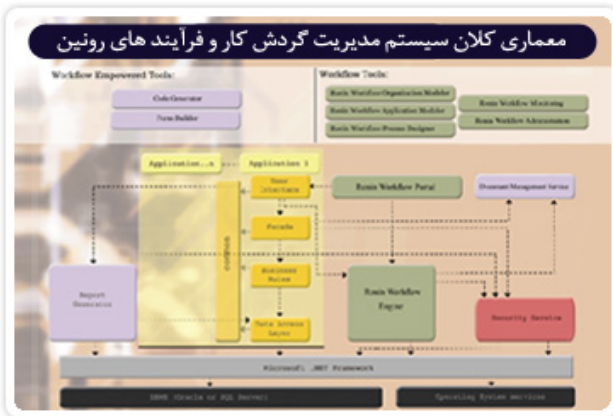 معماری کلان سیستم مدیریت گردش کار و فرآیند های رونین
Workflow Empowered Tools:
Code Generator
Form Builder
Workflow Tools:
Ronin Workflow Organization Modeler
Ronin Workflow Application Modeler
Ronin Workflow Process Designer
Ronin Workflow Monitoring
Ronin Workflow Administration
Application..n
Application 1
User
Interface
Facade
Business
Rules
Data Access
Layer
common
Ronin Workflow Portal
Document Management Service
Report
Generator
Ronin Workflow
Engine
Security Service
Microsoft .NET Framework
DBMS (Oracle or SQL Server)
Operating System services